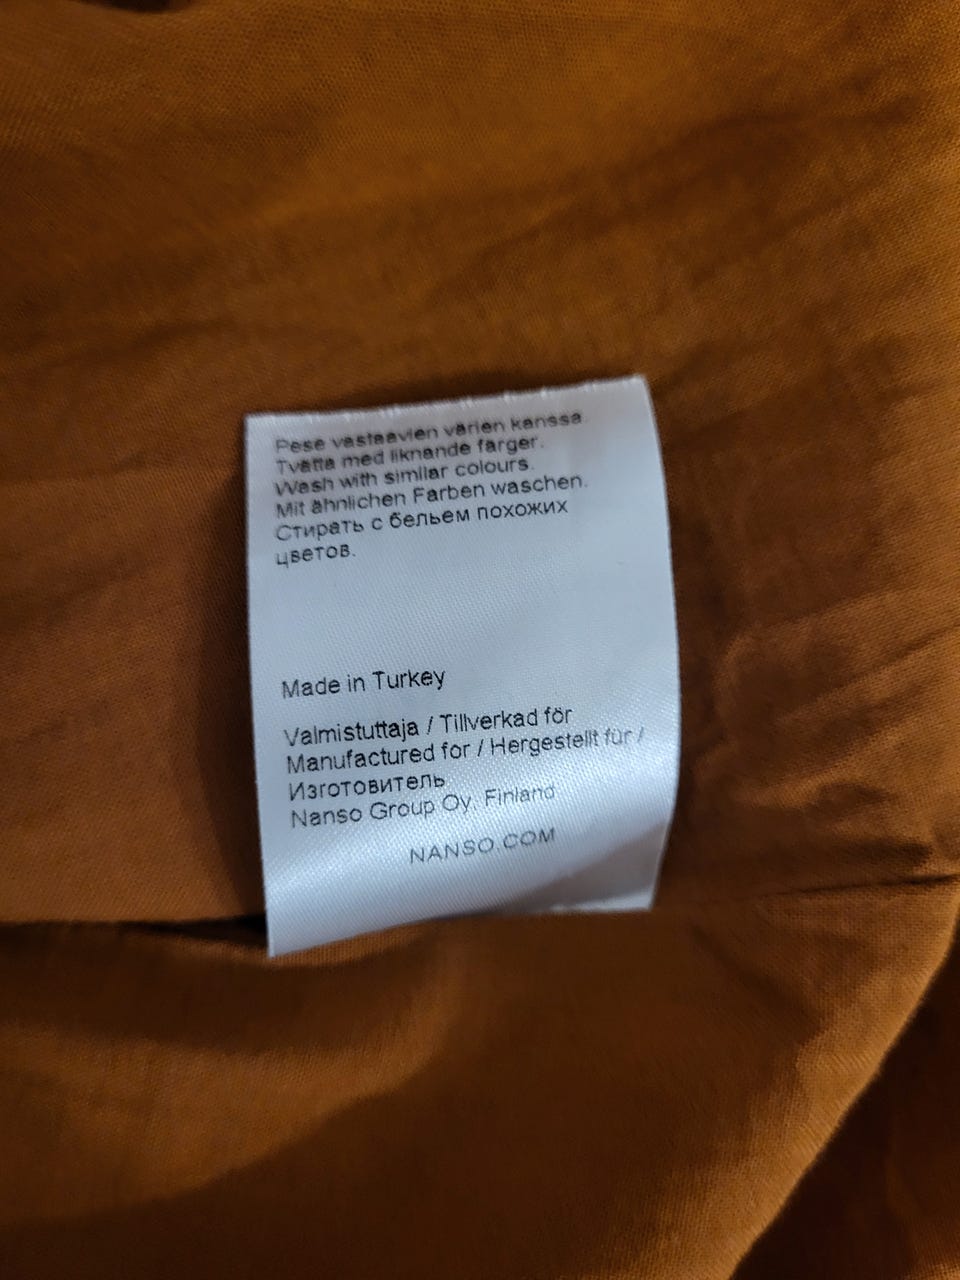 Pese vastaavien värien kanssa.
Tvätta med liknande färger.
Wash with similar colours.
Mit ähnlichen Farben waschen.
Стирать с бельем похожих
цветов.
Made in Turkey
Valmistuttaja / Tillverkad för
Manufactured for / Hergestellt für /
Изготовитель
Nanso Group Oy, Finland
NANSO.COM